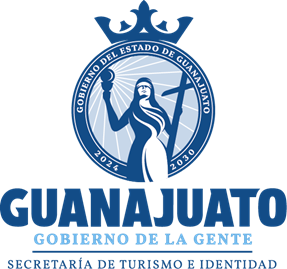 GOBIERNO DEL ESTADO DE GUANAJUATO
2024
2030
GUANAJUATO
GOBIERNO DE LA GENTE
SECRETARÍA DE TURISMO E IDENTIDAD